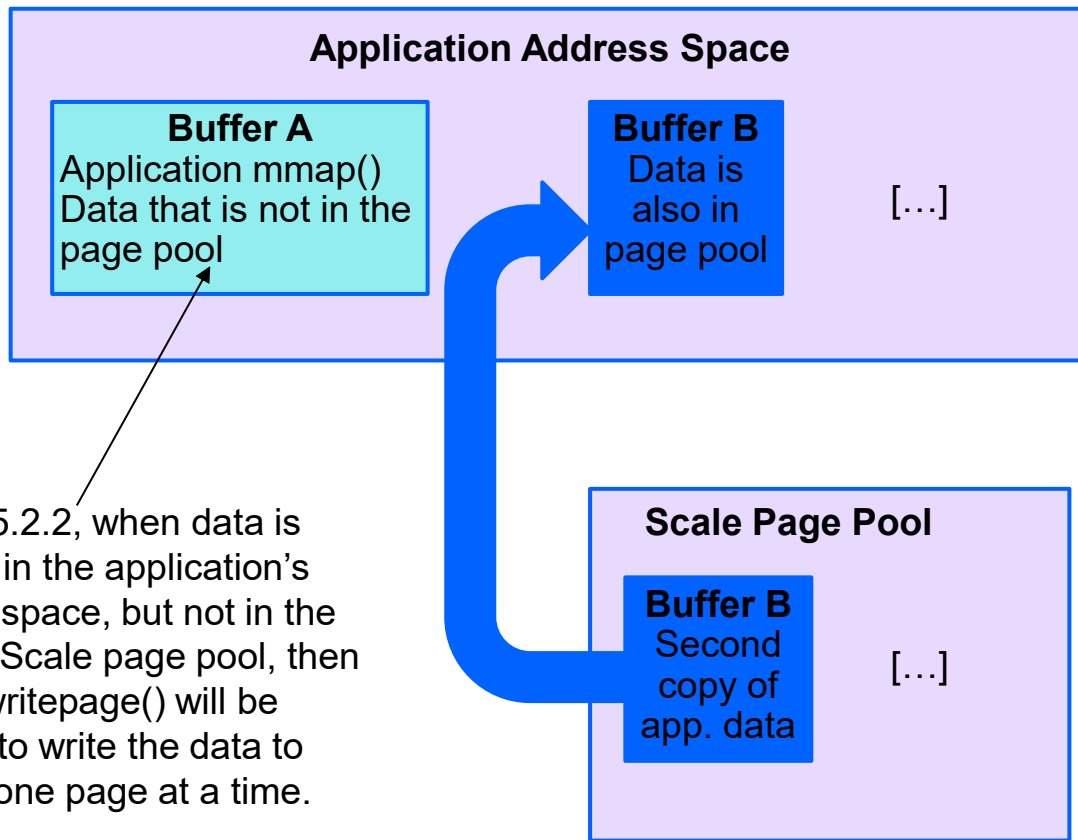 Application Address Space
Buffer A
Application mmap()
Data that is not in the
page pool
Buffer B
Data is
also in
page pool
[…]
5.2.2, when data is
in the application’s
space, but not in the
Scale page pool, then
writepage() will be
to write the data to
one page at a time.
Scale Page Pool
Buffer B
Second
copy of
app. data
[…]